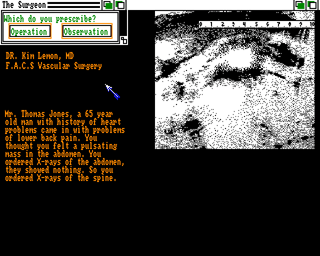 The Surgeon
Which do you prescribe?
Operation Observation
0 1 2 3 4 5 6 7 8 9 10
DR. Kim Lemon, MD
F.A.C.S Vascular Surgery
Mr. Thomas Jones, a 65 year
old man with history of heart
problems came in with problems
of lower back pain. You
thought you felt a pulsating
mass in the abdomen. You
ordered X-rays of the abdomen,
they showed nothing. So you
ordered X-rays of the spine.